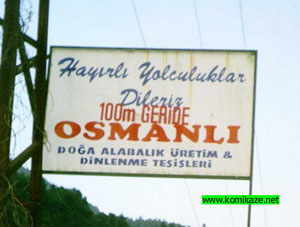 Hayırlı Yolculuklar
Dileriz
100m GERİDE
OSMANLI
DOĞA ALABALIK ÜRETİM &
DİNLENME TESİSLERİ
www.komikaze.net